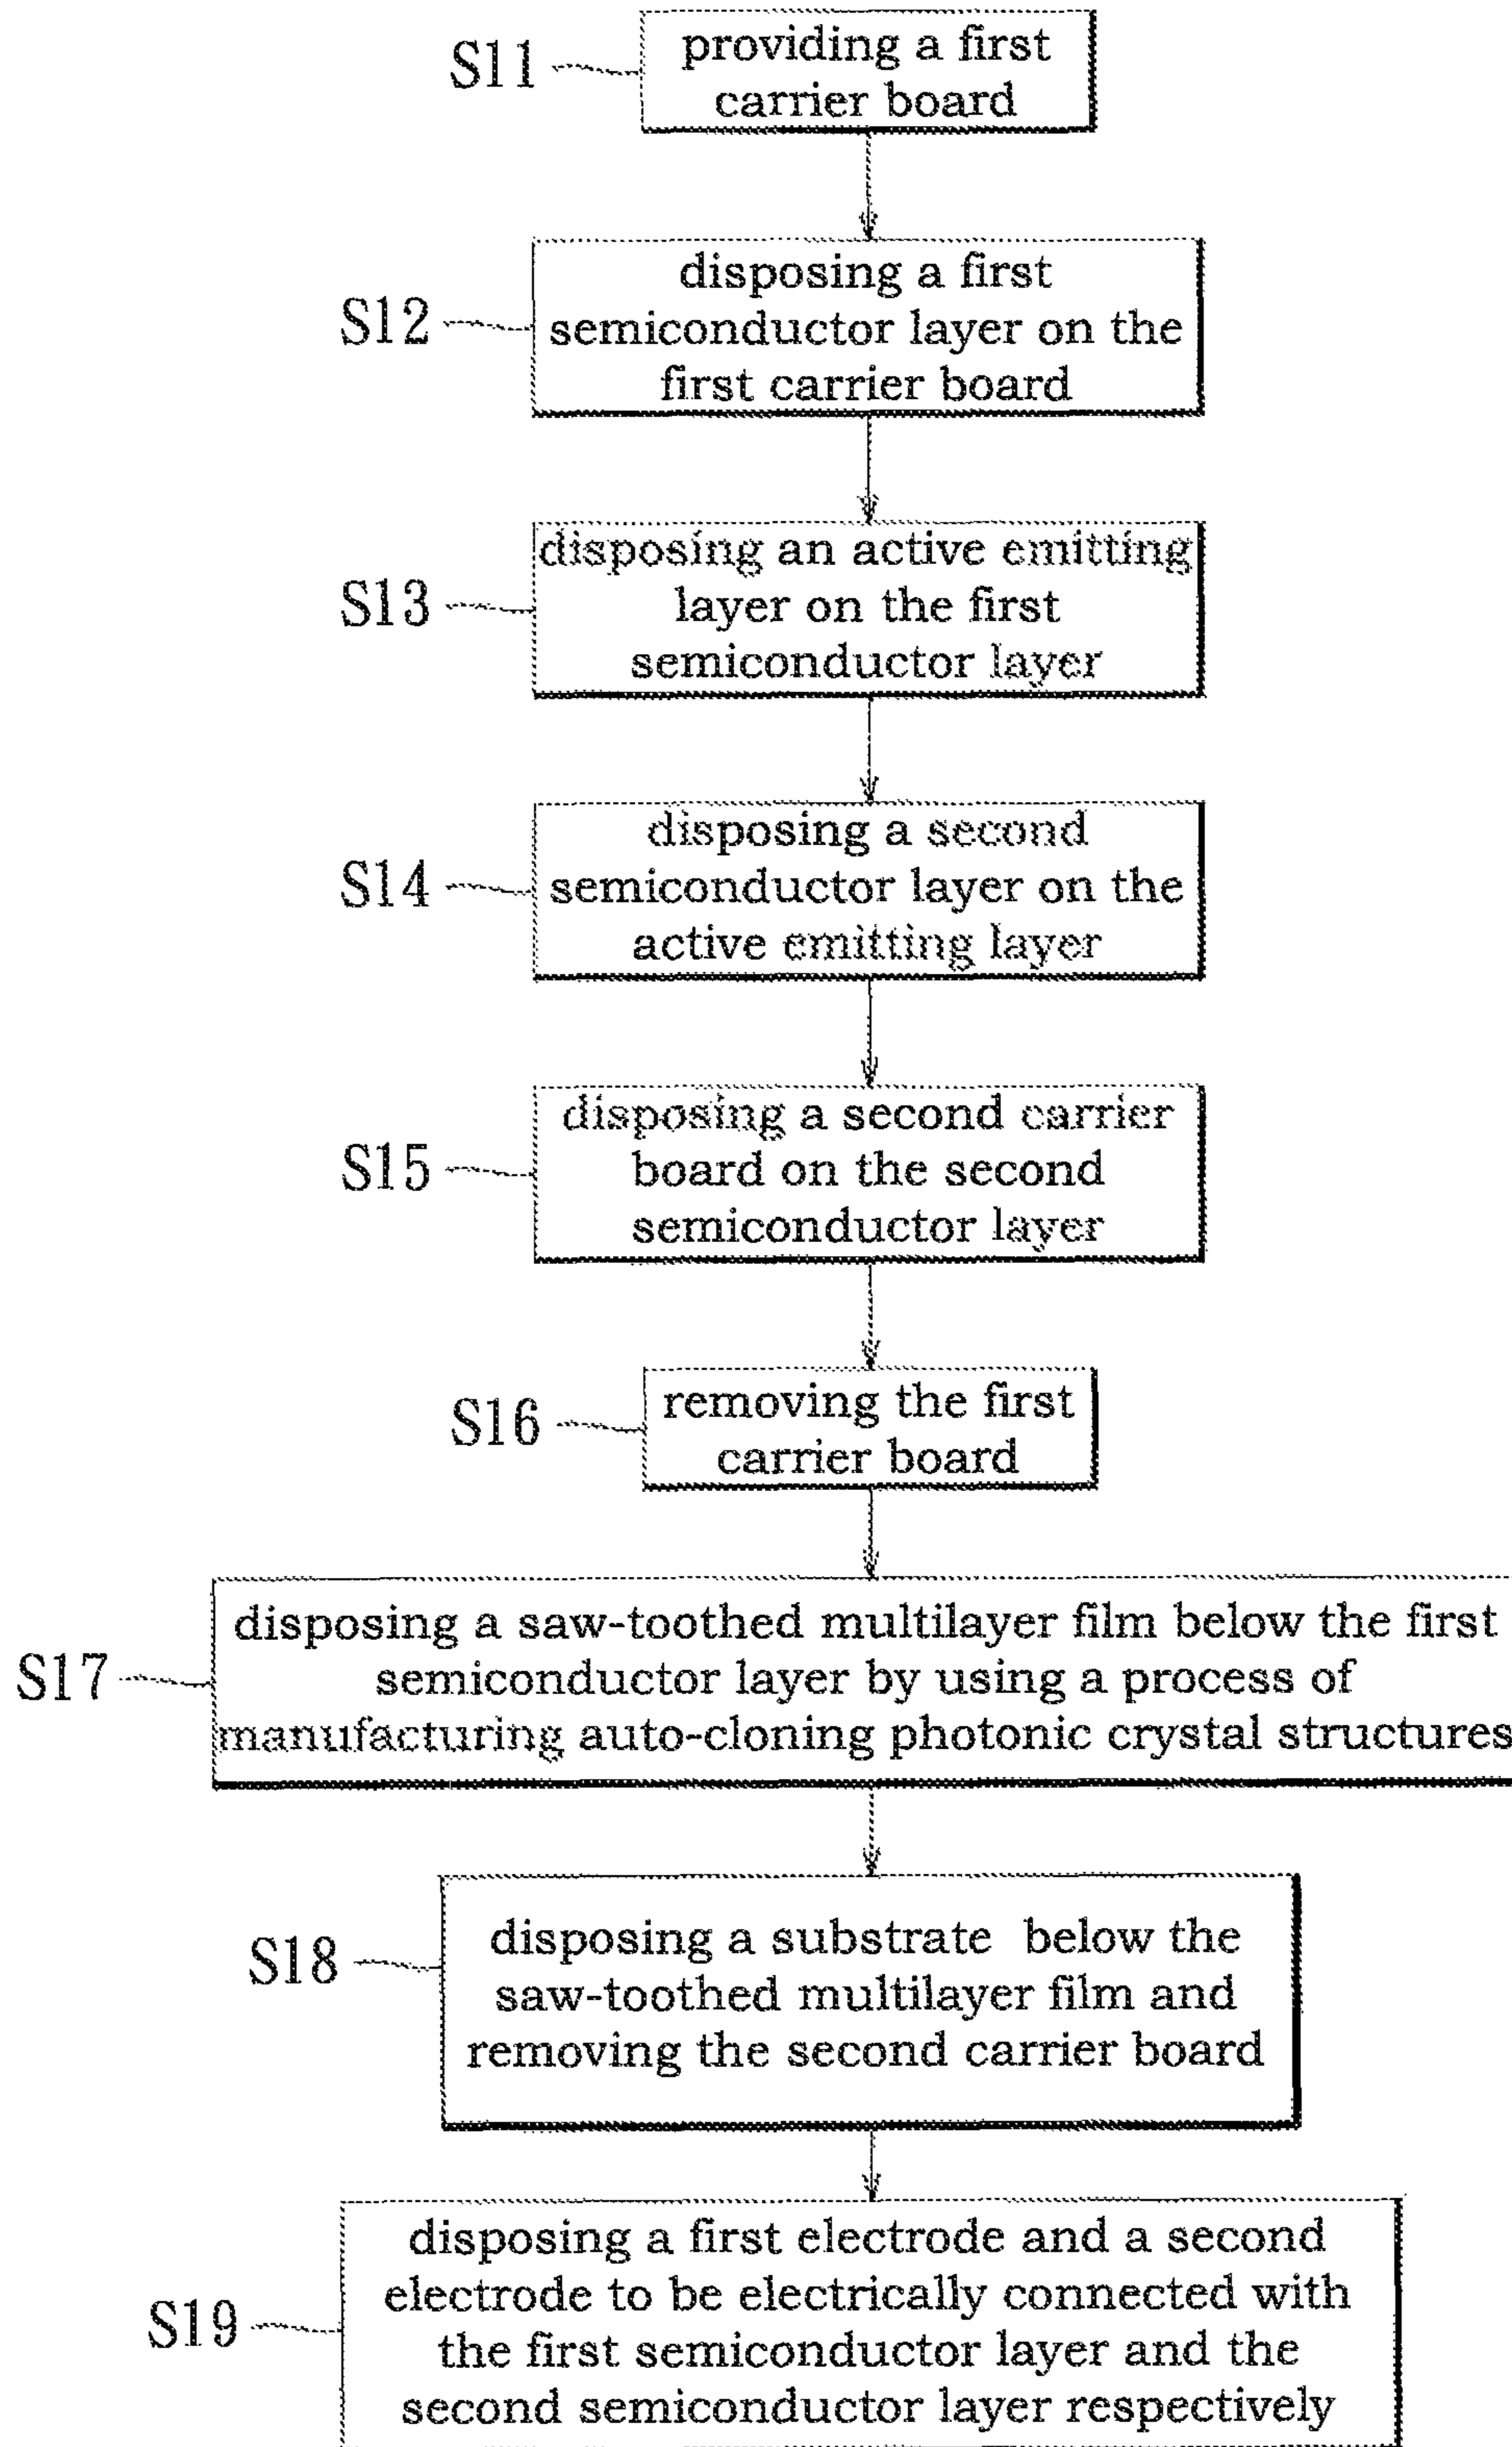 S11
providing a first
carrier board
S12
disposing a first
semiconductor layer on the
first carrier board
S13
disposing an active emitting
layer on the first
semiconductor layer
S14
disposing a second
semiconductor layer on the
active emitting layer
S15
disposing a second carrier
board on the second
semiconductor layer
S16
removing the first
carrier board
S17
disposing a saw-toothed multilayer film below the first
semiconductor layer by using a process of
manufacturing auto-cloning photonic crystal structures
S18
disposing a substrate below the
saw-toothed multilayer film and
removing the second carrier board
S19
disposing a first electrode and a second
electrode to be electrically connected with
the first semiconductor layer and the
second semiconductor layer respectively